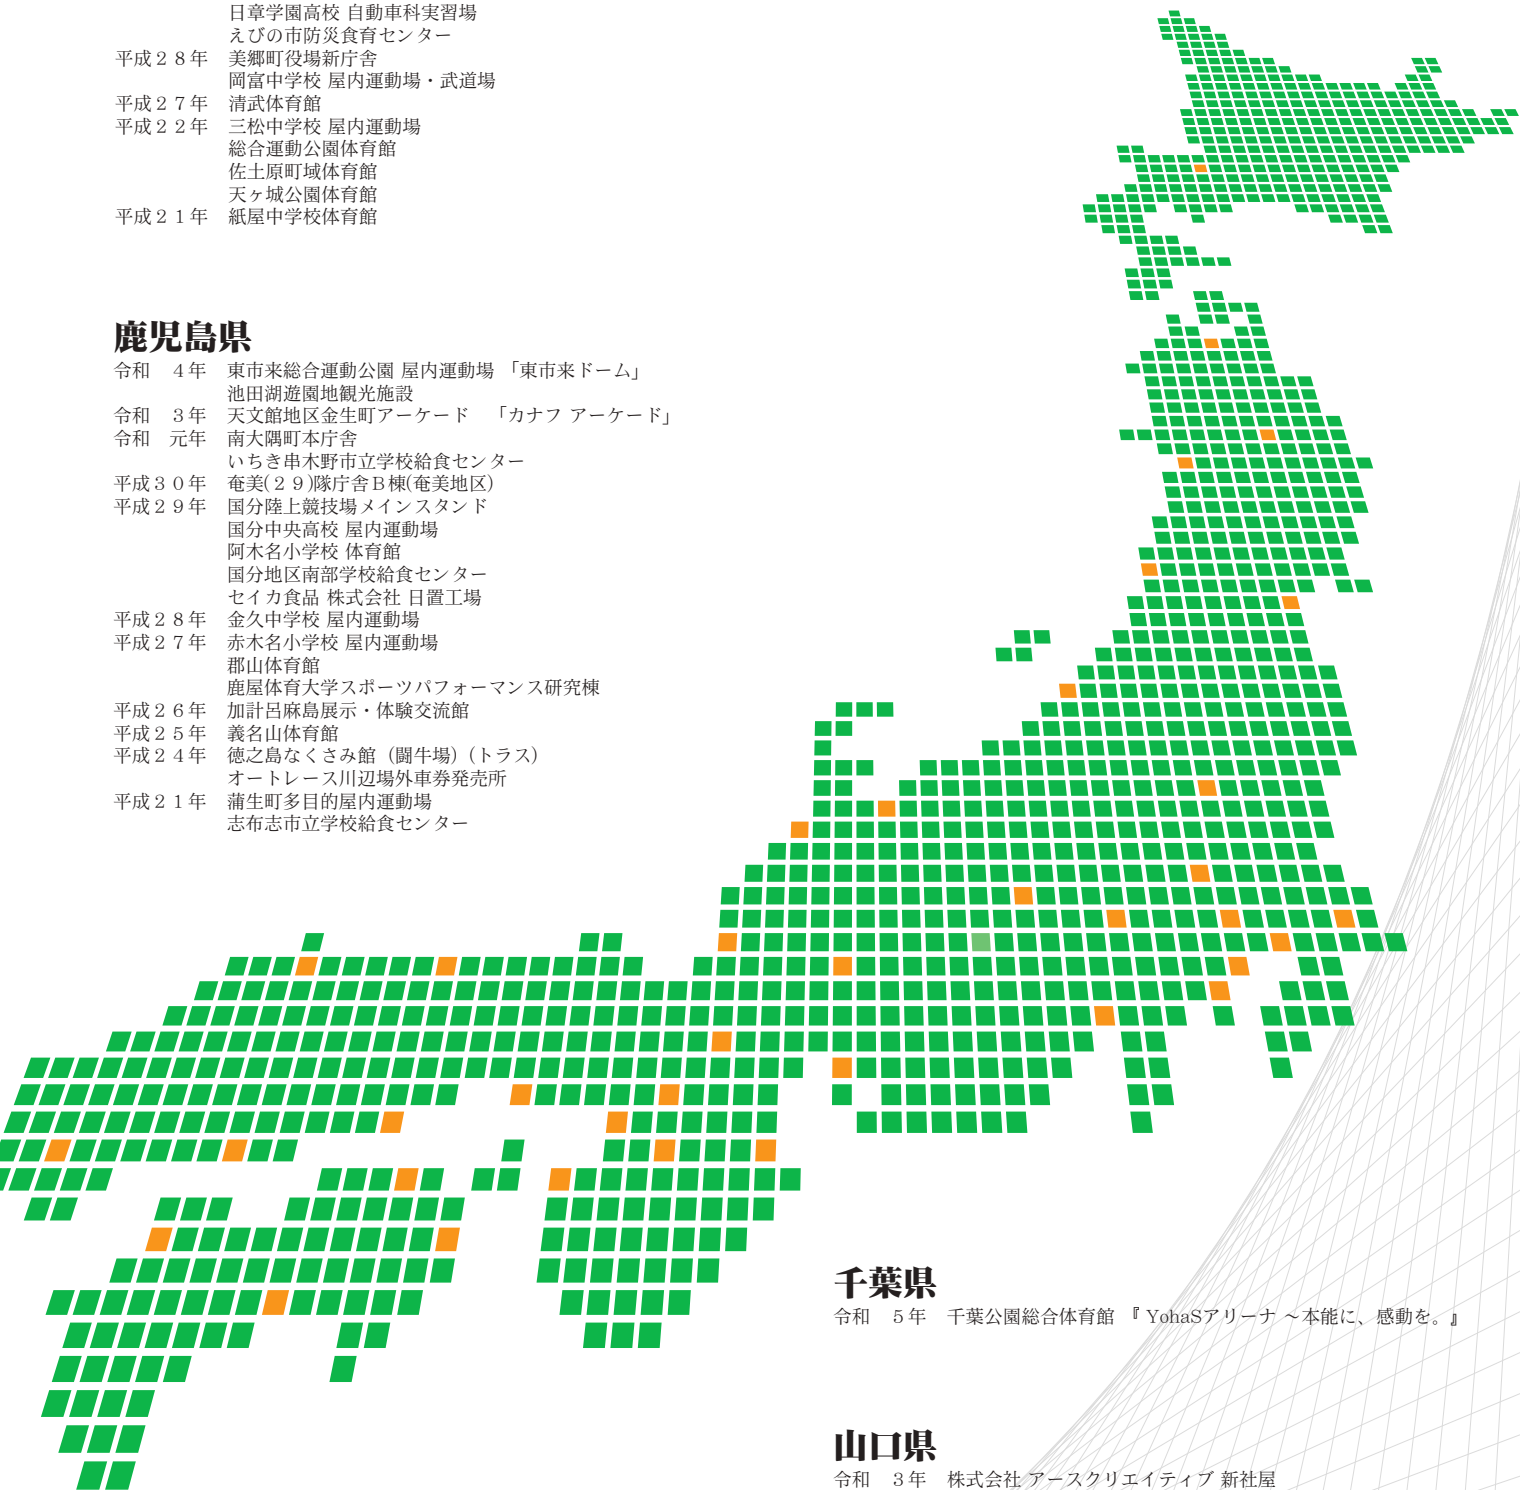 日章学園高校 自動車科実習場
えびの市防災食育センター
平成２８年　美郷町役場新庁舎
岡富中学校 屋内運動場・武道場
平成２７年　清武体育館
平成２２年　三松中学校 屋内運動場
総合運動公園体育館
佐土原町域体育館
天ヶ城公園体育館
平成２１年　紙屋中学校体育館
鹿児島県
令和　４年　東市来総合運動公園 屋内運動場 「東市来ドーム」
池田湖遊園地観光施設
令和　３年　天文館地区金生町アーケード　「カナフ アーケード」
令和　元年　南大隅町本庁舎
いちき串木野市立学校給食センター
平成３０年　奄美(２９)隊庁舎Ｂ棟(奄美地区)
平成２９年　国分陸上競技場メインスタンド
国分中央高校 屋内運動場
阿木名小学校 体育館
国分地区南部学校給食センター
セイカ食品 株式会社 日置工場
平成２８年　金久中学校 屋内運動場
平成２７年　赤木名小学校 屋内運動場
郡山体育館
鹿屋体育大学スポーツパフォーマンス研究棟
平成２６年　加計呂麻島展示・体験交流館
平成２５年　義名山体育館
平成２４年　徳之島なくさみ館（闘牛場）（トラス）
オートレース川辺場外車券発売所
平成２１年　蒲生町多目的屋内運動場
志布志市立学校給食センター
千葉県
令和　５年　千葉公園総合体育館 『 YohaSアリーナ ～本能に、感動を。』
山口県
令和　３年　株式会社 アースクリエイティブ 新社屋